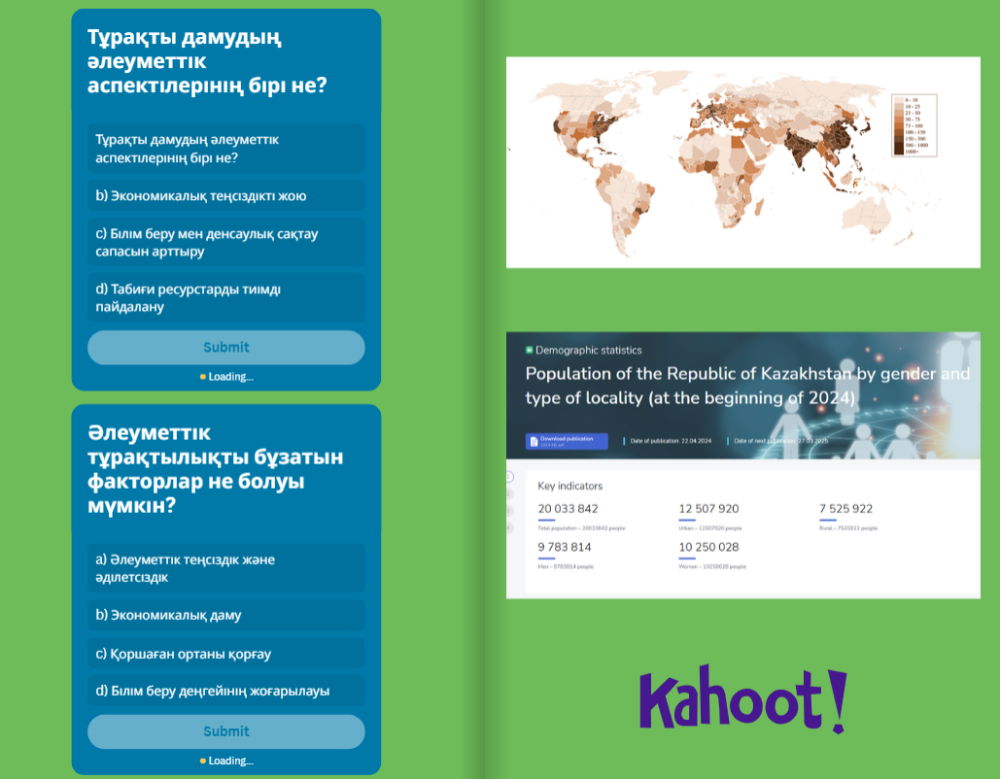 Тұрақты дамудың
әлеуметтік
аспектілерінің бірі не?
Тұрақты дамудың әлеуметтік
аспектілерінің бірі не?
b) Экономикалық теңсіздікті жою
c) Білім беру мен денсаулық сақтау
сапасын арттыру
d) Табиғи ресурстарды тиімді
пайдалану
Submit
Loading...
Әлеуметтік
тұрақтылықты бұзатын
факторлар не болуы
мүмкін?
a) Әлеуметтік теңсіздік және
әділетсіздік
b) Экономикалық даму
c) Қоршаған ортаны қорғау
d) Білім беру деңгейінің жоғарылауы
Submit
Loading...
0 - 10
10 - 25
25 - 50
50 - 75
75 - 100
100 - 150
150 - 300
300 - 1000
1000+
Demographic statistics
Population of the Republic of Kazakhstan by gender and
type of locality (at the beginning of 2024)
Download publication
Date of publication: 22.04.2024
Date of next publication: 27.03.2025
Key indicators
20 033 842
12 507 920
7 525 922
Total population – 20033842 people
Urban – 12507920 people
Rural – 7525922 people
9 783 814
10 250 028
Men – 9783814 people
Women – 10250028 people
Kahoot!